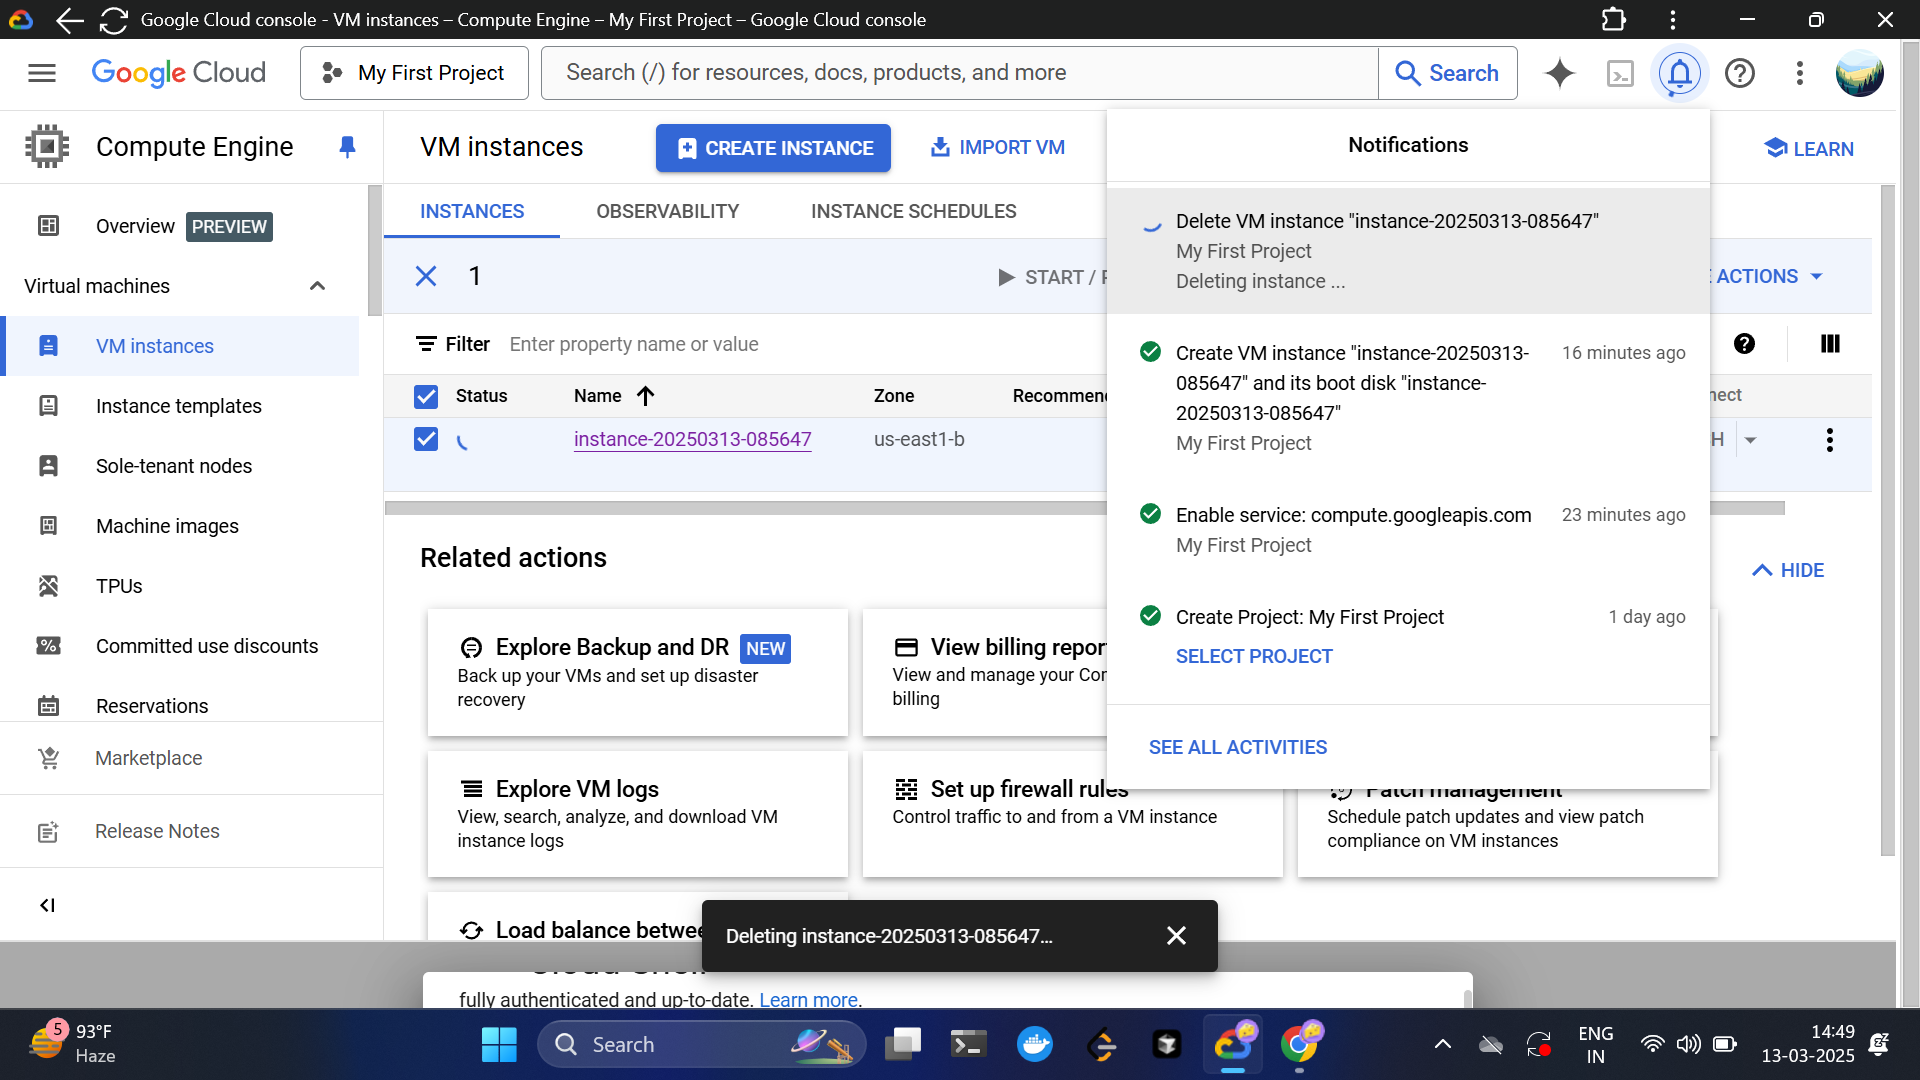 Google Cloud console - VM instances – Compute Engine – My First Project – Google Cloud console
Google Cloud
My First Project
Search (/) for resources, docs, products, and more
Search
Compute Engine
VM instances
CREATE INSTANCE
IMPORT VM
LEARN
Overview PREVIEW
Virtual machines
VM instances
Instance templates
Sole-tenant nodes
Machine images
TPUs
Committed use discounts
Reservations
Marketplace
Release Notes
INSTANCES
OBSERVABILITY
INSTANCE SCHEDULES
1
START /
ACTIONS
Filter
Enter property name or value
Status
Name
Zone
instance-20250313-085647
us-east1-b
H
Related actions
HIDE
Explore Backup and DR NEW
Back up your VMs and set up disaster
recovery
View billing report
View and manage your
billing
Explore VM logs
View, search, analyze, and download VM
instance logs
Set up firewall rules
Control traffic to and from a VM instance
Patch management
Schedule patch updates and view patch
compliance on VM instances
Load balance
Notifications
Delete VM instance "instance-20250313-085647"
My First Project
Deleting instance ...
Create VM instance "instance-20250313-
085647" and its boot disk "instance-
20250313-085647"
16 minutes ago
My First Project
Enable service: compute.googleapis.com
23 minutes ago
My First Project
Create Project: My First Project
1 day ago
SELECT PROJECT
SEE ALL ACTIVITIES
Deleting instance-20250313-085647...
Cloud Shell
fully authenticated and up-to-date. Learn more.
5
93°F
Haze
Search
ENG
IN
14:49
13-03-2025